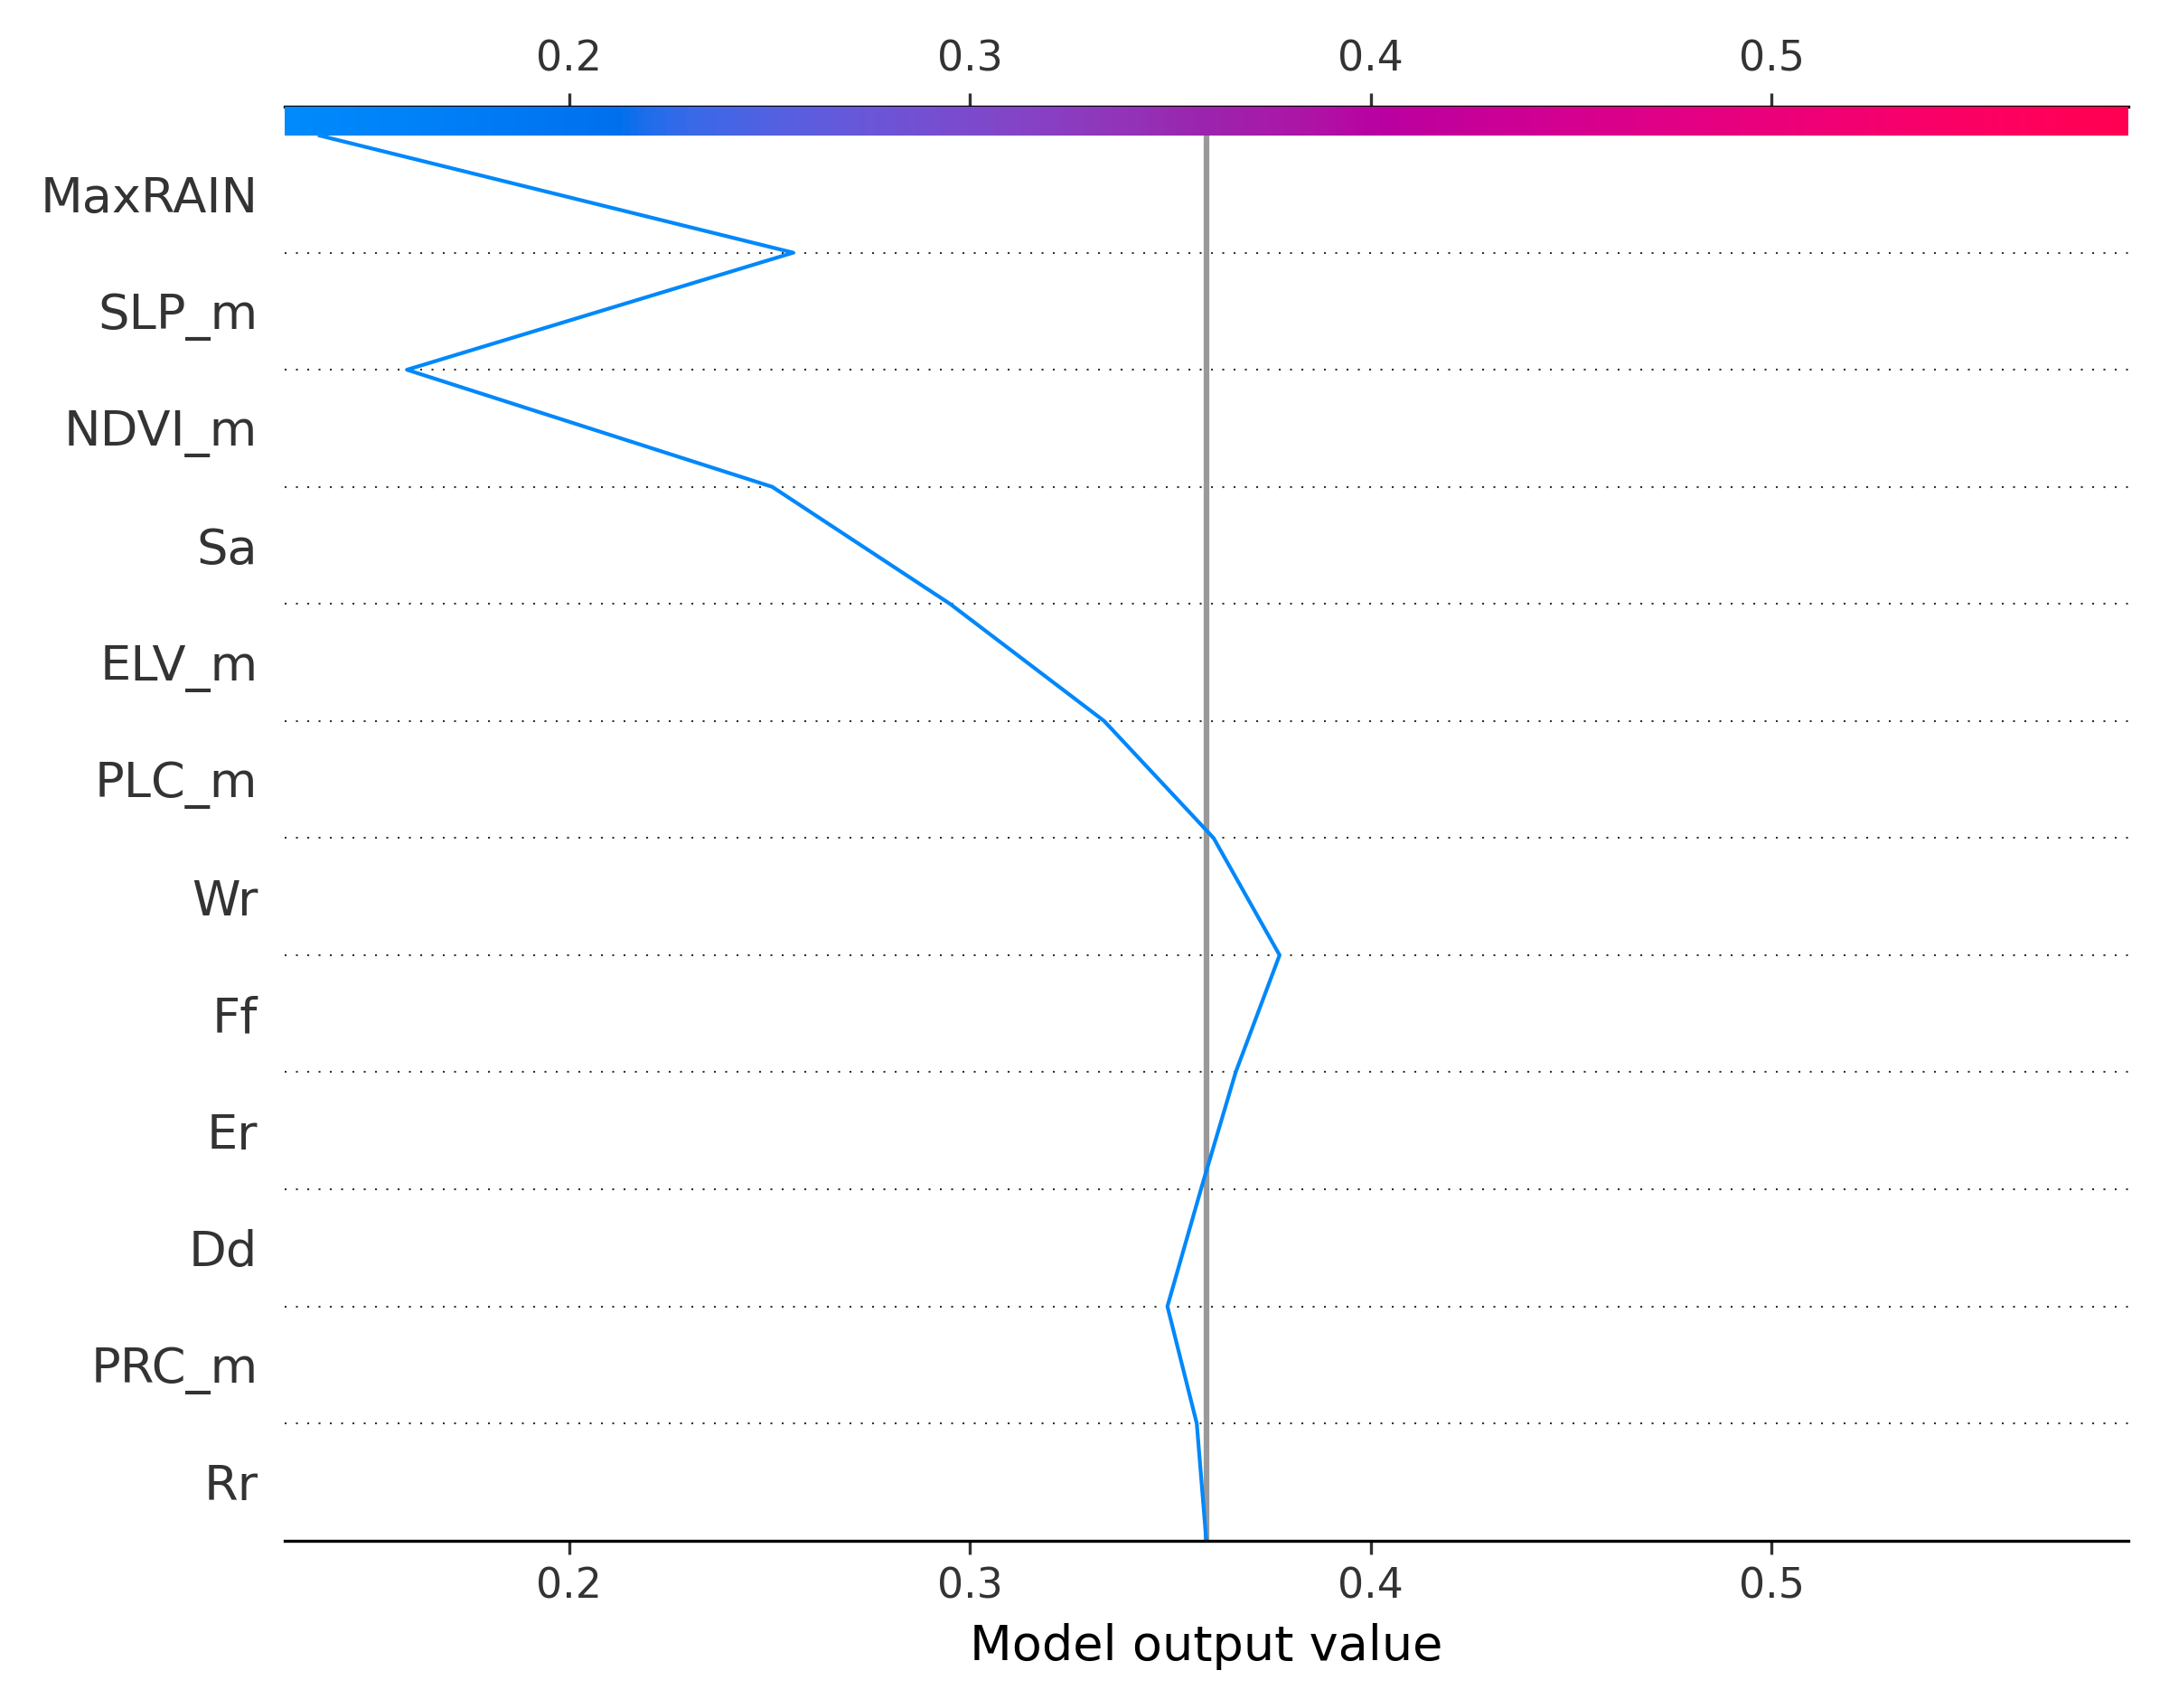 0.2 0.3 0.4 0.5
MaxRAIN
SLP_m
NDVI_m
Sa
ELV_m
PLC_m
Wr
Ff
Er
Dd
PRC_m
Rr
0.2 0.3 0.4 0.5
Model output value